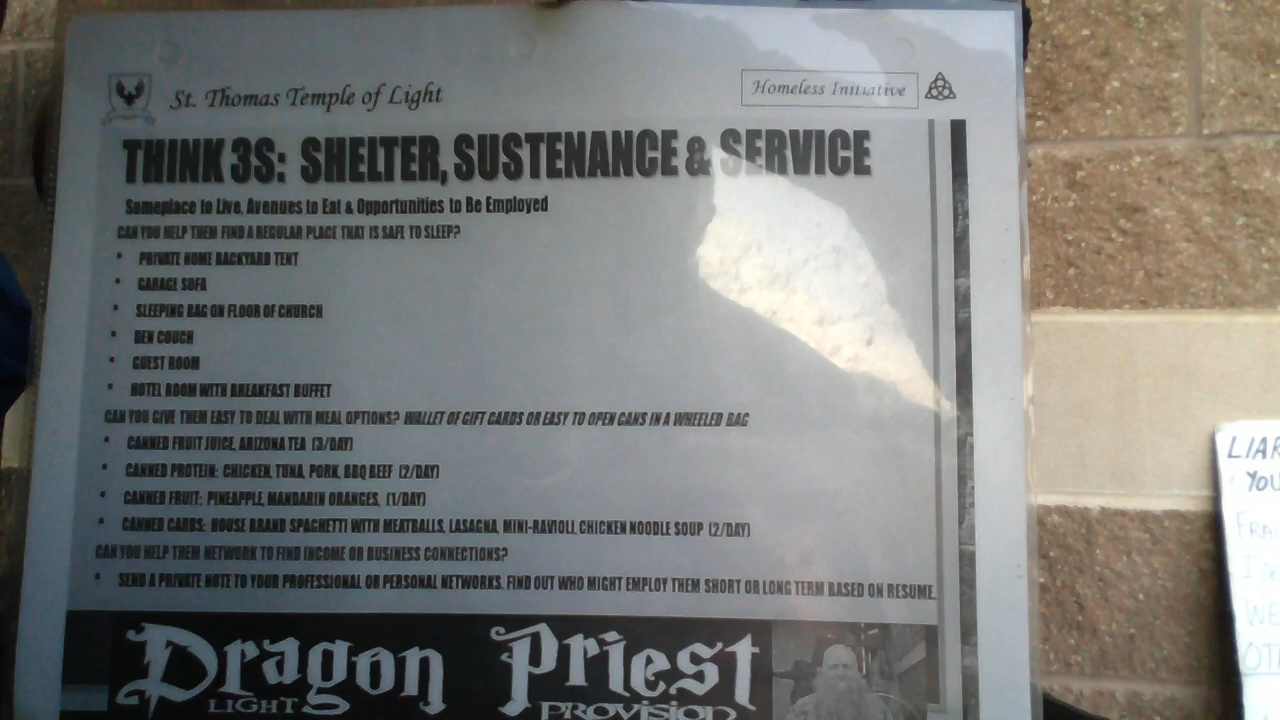 St. Thomas Temple of Light
Homeless Initiative
THINK 3S: SHELTER, SUSTENANCE & SERVICE
Someplace to Live, Avenues to Eat & Opportunities to Be Employed
CAN YOU HELP THEM FIND A REGULAR PLACE THAT IS SAFE TO SLEEP?
• PRIVATE HOME BACKYARD TENT
• GARAGE SOFA
• SLEEPING BAG ON FLOOR OF CHURCH
• DEN COUCH
• GUEST ROOM
• HOTEL ROOM WITH BREAKFAST BUFFET
CAN YOU GIVE THEM EASY TO DEAL WITH MEAL OPTIONS? WALLET OF GIFT CARDS OR EASY TO OPEN CANS IN A WHEELED BAG
• CANNED FRUIT JUICE, ARIZONA TEA (3/DAY)
• CANNED PROTEIN: CHICKEN, TUNA, PORK, BBQ BEEF (2/DAY)
• CANNED FRUIT: PINEAPPLE, MANDARIN ORANGES, (1/DAY)
• CANNED CARBS: HOUSE BRAND SPAGHETTI WITH MEATBALLS, LASAGNA, MINI-RAVIOLI, CHICKEN NOODLE SOUP (2/DAY)
CAN YOU HELP THEM NETWORK TO FIND INCOME OR BUSINESS CONNECTIONS?
• SEND A PRIVATE NOTE TO YOUR PROFESSIONAL OR PERSONAL NETWORKS. FIND OUT WHO MIGHT EMPLOY THEM SHORT OR LONG TERM BASED ON RESUME.
Dragon Priest
LIGHT PROVISION
LIAR
YOU
FRA
WE